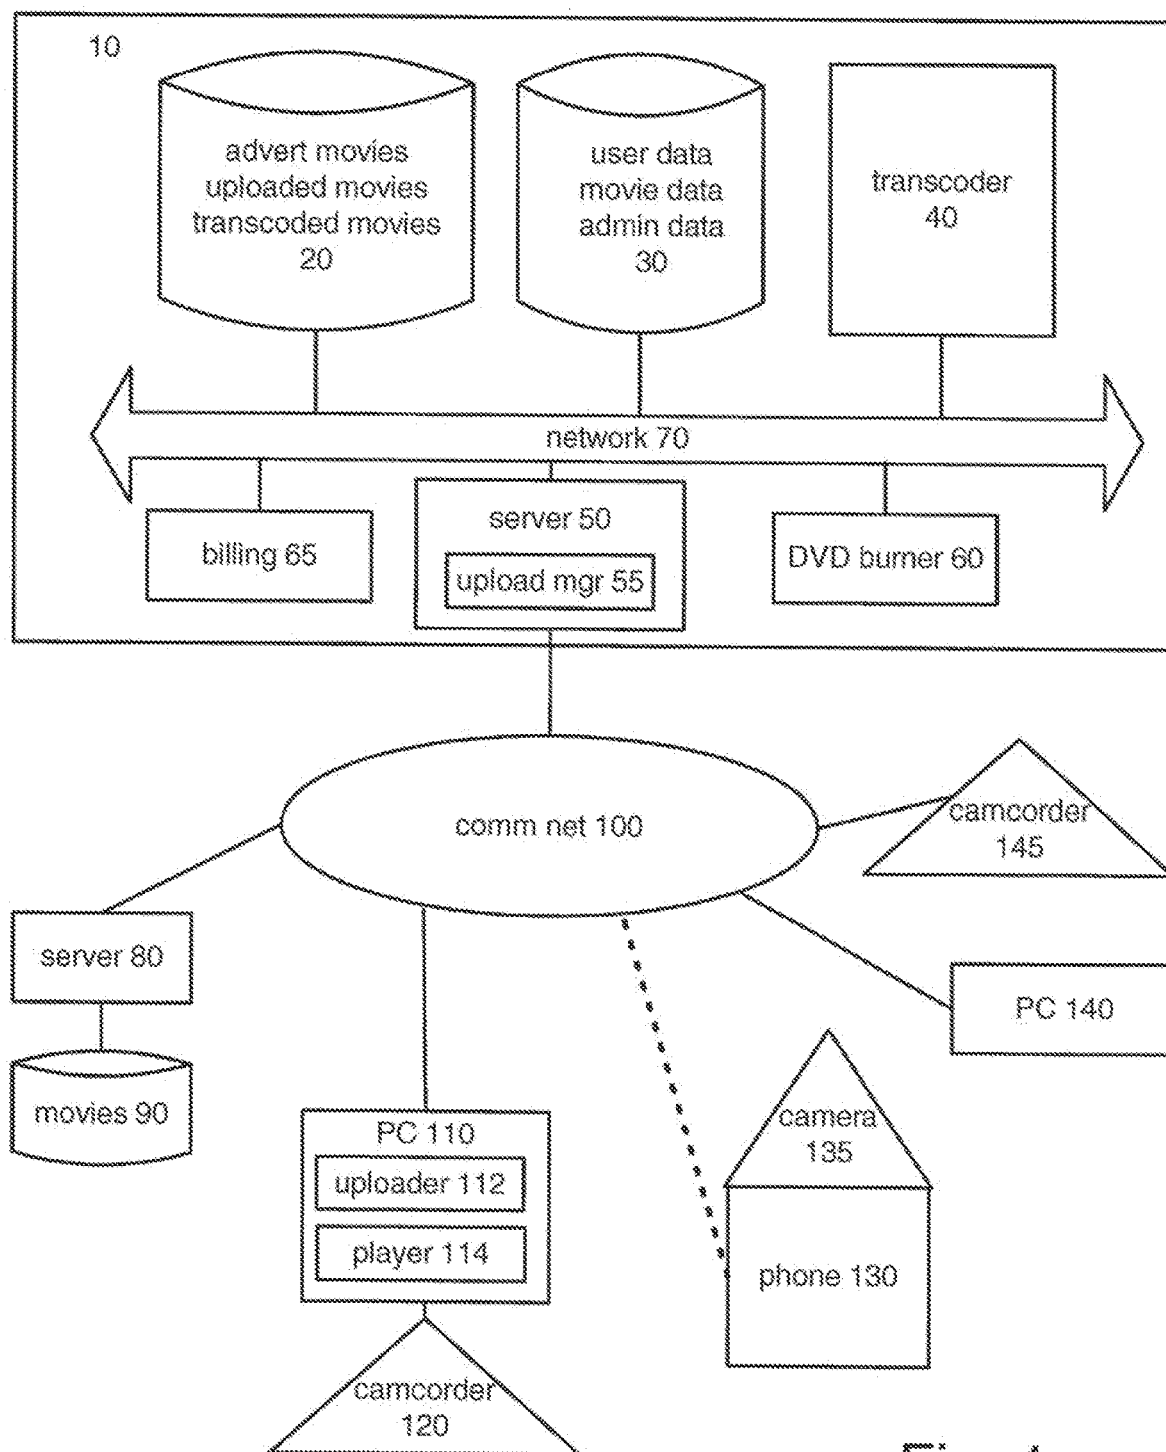 10
advert movies
uploaded movies
transcoded movies
20
user data
movie data
admin data
30
transcoder
40
network 70
billing 65
server 50
upload mgr 55
DVD burner 60
comm net 100
camcorder
145
server 80
PC 140
movies 90
PC 110
uploader 112
player 114
camera
135
phone 130
camcorder
120